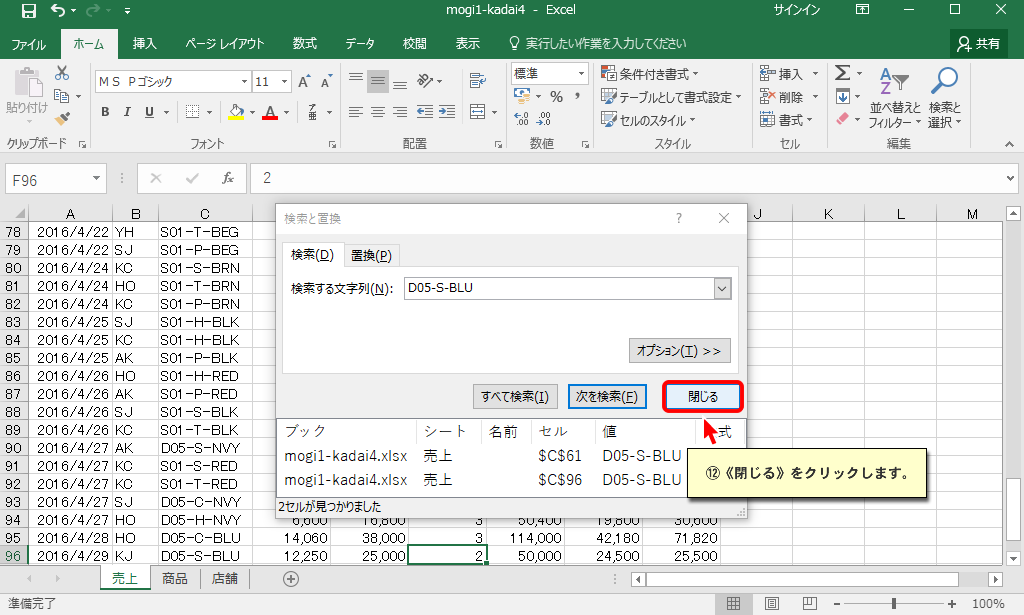 mogi1-kadai4 - Excel
サインイン
ファイル ホーム 挿入 ページ レイアウト 数式 データ 校閲 表示 実行したい作業を入力してください 共有
貼り付け
クリップボード
ＭＳ Ｐゴシック 11
A A
B I U
A
フォント
配置
標準
% ,
数値
条件付き書式
テーブルとして書式設定
セルのスタイル
スタイル
挿入
削除
書式
セル
Σ
並べ替えと
フィルター
検索と
選択
編集
F96 fx 2
A B C J K L M
78 2016/4/22 YH S01-T-BEG
79 2016/4/22 SJ S01-P-BEG
80 2016/4/24 KC S01-S-BRN
81 2016/4/24 HO S01-T-BRN
82 2016/4/24 KC S01-P-BRN
83 2016/4/25 SJ S01-H-BLK
84 2016/4/25 KC S01-H-BLK
85 2016/4/25 AK S01-P-BLK
86 2016/4/26 HO S01-H-RED
87 2016/4/26 AK S01-P-RED
88 2016/4/26 SJ S01-S-BLK
89 2016/4/26 KC S01-T-BLK
90 2016/4/27 AK D05-S-NVY
91 2016/4/27 KC S01-S-RED
92 2016/4/27 KC S01-T-RED
93 2016/4/27 SJ D05-C-NVY
94 2016/4/27 HO D05-H-NVY 6,600 16,800 3 50,400 19,800 30,600
95 2016/4/28 HO D05-C-BLU 14,060 38,000 3 114,000 42,180 71,820
96 2016/4/29 KJ D05-S-BLU 12,250 25,000 2 50,000 24,500 25,500
検索と置換 ?
検索(D) 置換(P)
検索する文字列(N): D05-S-BLU
オプション(T) >>
すべて検索(I) 次を検索(F) 閉じる
ブック シート 名前 セル 値 式
mogi1-kadai4.xlsx 売上 $C$61 D05-S-BLU
mogi1-kadai4.xlsx 売上 $C$96 D05-S-BLU
2セルが見つかりました
⑫《閉じる》をクリックします。
売上 商品 店舗
準備完了
100%